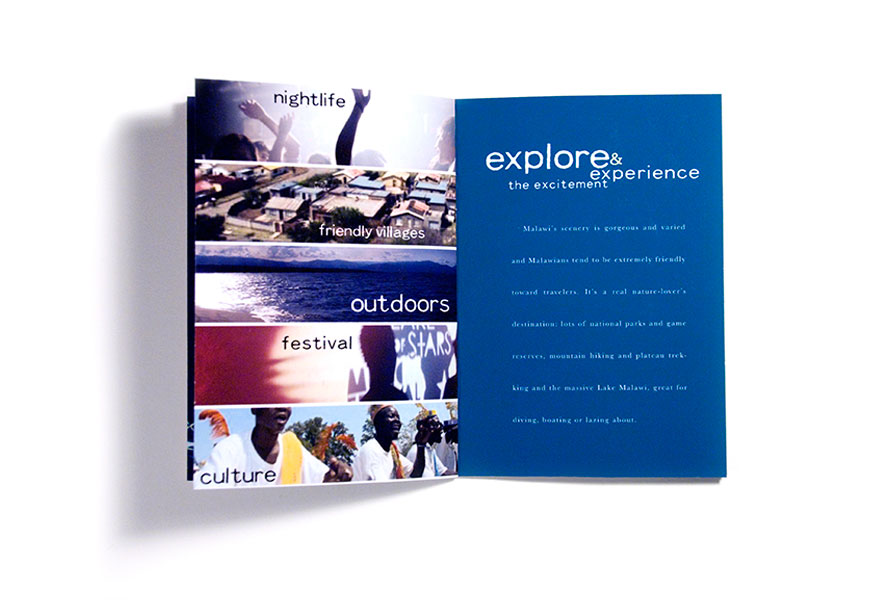 nightlife
friendly villages
outdoors
festival
OF STARS
culture
explore&
experience
the excitement
Malawi's scenery is gorgeous and varied
and Malawians tend to be extremely friendly
toward travelers. It's a real nature-lover's
destination: lots of national parks and game
reserves, mountain hiking and plateau trek-
king and the massive Lake Malawi, great for
diving, boating or lazing about.